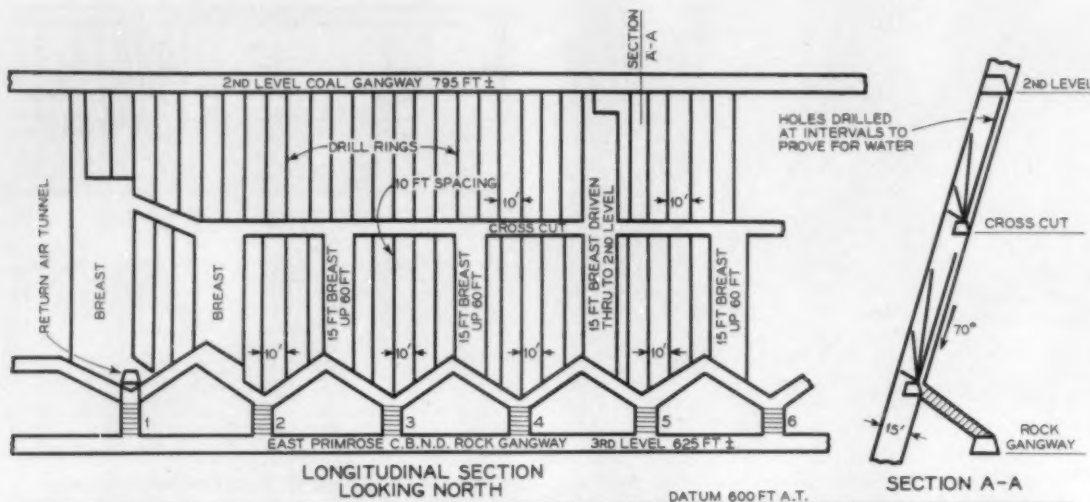 SECTION
A-A
2ND LEVEL COAL GANGWAY 795 FT ±
2ND LEVEL
HOLES DRILLED
AT INTERVALS TO
PROVE FOR WATER
DRILL RINGS
10 FT SPACING
10'
10'
CROSS CUT
CROSS CUT
RETURN AIR TUNNEL
BREAST
BREAST
15 FT BREAST
UP 60 FT
15 FT BREAST
UP 60 FT
15 FT BREAST DRIVEN
THRU TO 2ND LEVEL
15 FT BREAST
UP 60 FT
70°
10'
10'
10'
10'
1
2
3
4
5
6
15'
EAST PRIMROSE C.B.N.D. ROCK GANGWAY 3RD LEVEL 625 FT ±
ROCK
GANGWAY
LONGITUDINAL SECTION
LOOKING NORTH
SECTION A-A
DATUM 600 FT A.T.